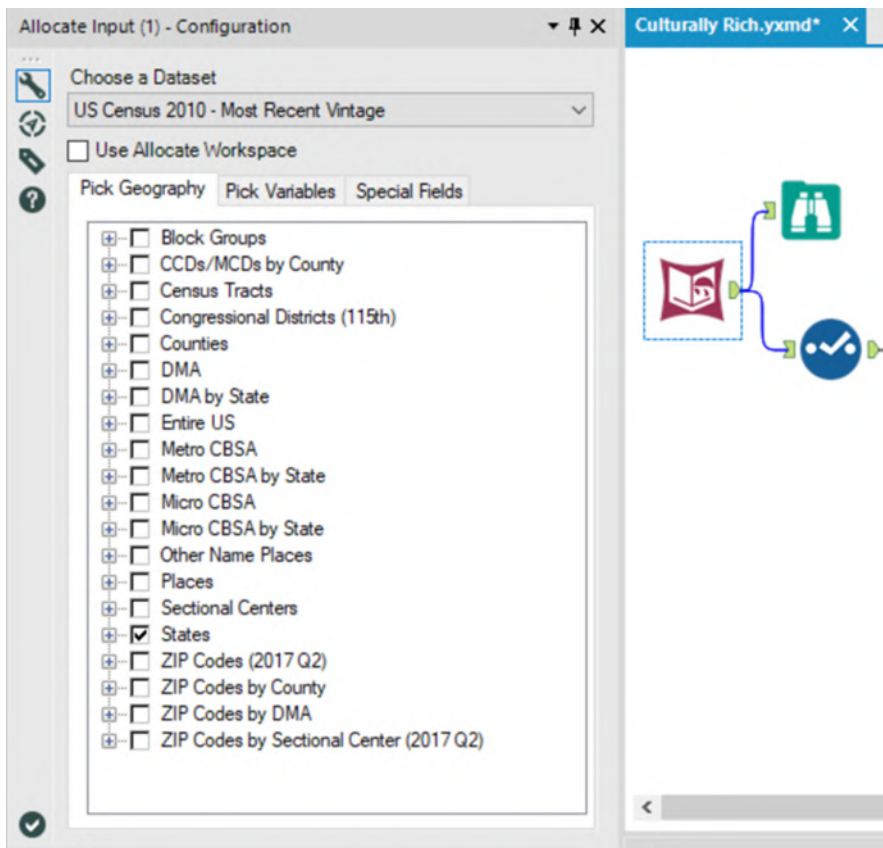 Allocate Input (1) - Configuration
Culturally Rich.yxmd*
Choose a Dataset
US Census 2010 - Most Recent Vintage
Use Allocate Workspace
Pick Geography Pick Variables Special Fields
Block Groups
CCDs/MCDs by County
Census Tracts
Congressional Districts (115th)
Counties
DMA
DMA by State
Entire US
Metro CBSA
Metro CBSA by State
Micro CBSA
Micro CBSA by State
Other Name Places
Places
Sectional Centers
States
ZIP Codes (2017 Q2)
ZIP Codes by County
ZIP Codes by DMA
ZIP Codes by Sectional Center (2017 Q2)